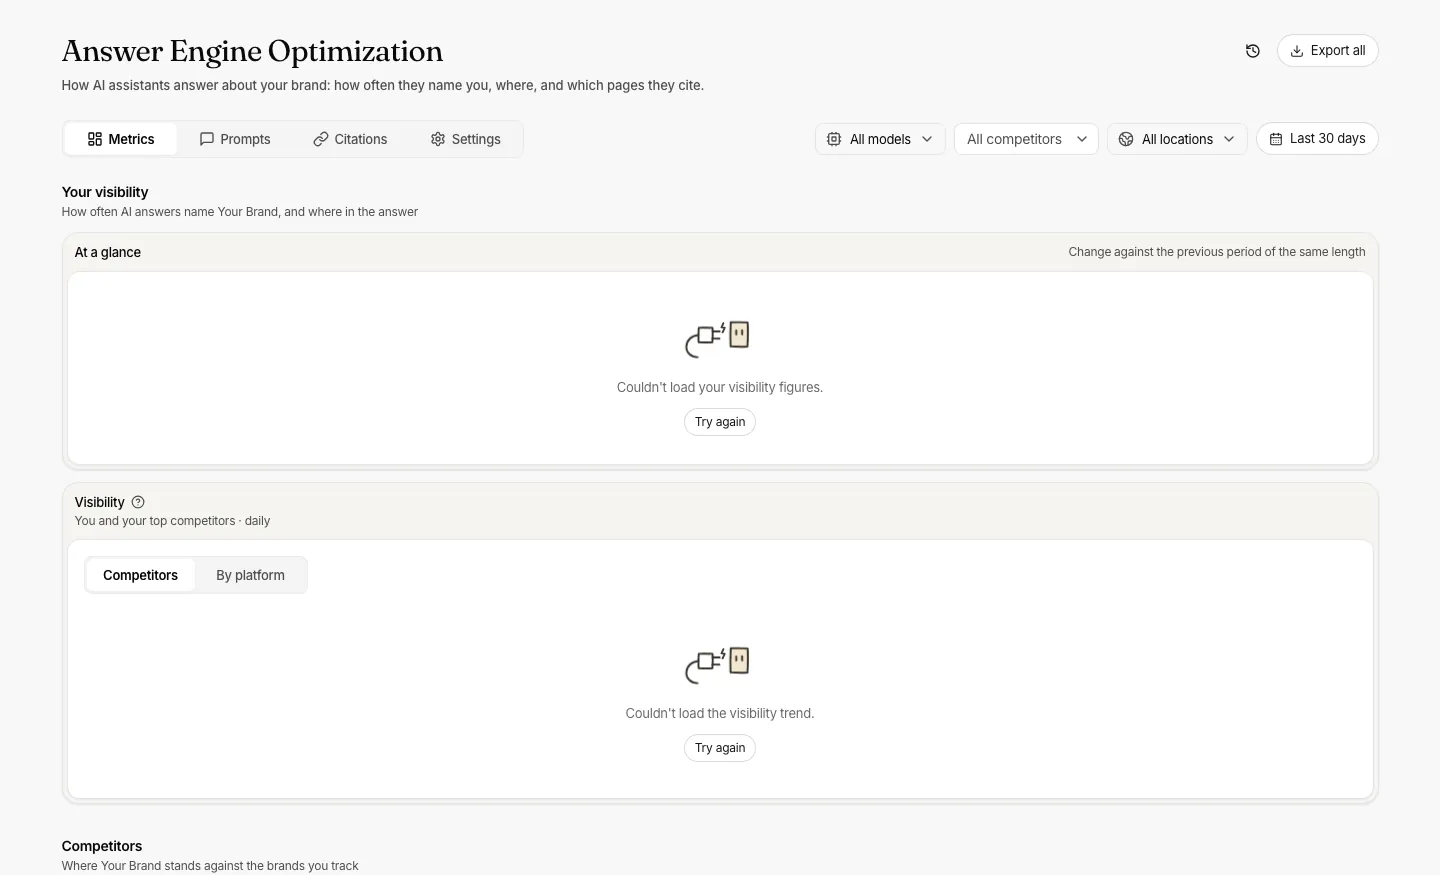 Answer Engine Optimization
Export all
How AI assistants answer about your brand: how often they name you, where, and which pages they cite.
Metrics
Prompts
Citations
Settings
All models
All competitors
All locations
Last 30 days
Your visibility
How often AI answers name Your Brand, and where in the answer
At a glance
Change against the previous period of the same length
Couldn't load your visibility figures.
Try again
Visibility
You and your top competitors · daily
Competitors
By platform
Couldn't load the visibility trend.
Try again
Competitors
Where Your Brand stands against the brands you track